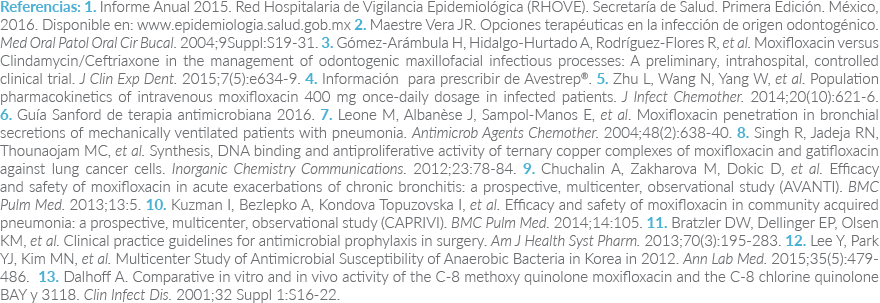 Referencias: 1. Informe Anual 2015. Red Hospitalaria de Vigilancia Epidemiológica (RHOVE). Secretaría de Salud. Primera Edición. México,
2016. Disponible en: www.epidemiologia.salud.gob.mx 2. Maestre Vera JR. Opciones terapéuticas en la infección de origen odontogénico.
Med Oral Patol Oral Cir Bucal. 2004;9Suppl:S19-31. 3. Gómez-Arámbula H, Hidalgo-Hurtado A, Rodríguez-Flores R, et al. Moxifloxacin versus
Clindamycin/Ceftriaxone in the management of odontogenic maxillofacial infectious processes: A preliminary, intrahospital, controlled
clinical trial. J Clin Exp Dent. 2015;7(5):e634-9. 4. Información para prescribir de Avestrep®. 5. Zhu L, Wang N, Yang W, et al. Population
pharmacokinetics of intravenous moxifloxacin 400 mg once-daily dosage in infected patients. J Infect Chemother. 2014;20(10):621-6.
6. Guía Sanford de terapia antimicrobiana 2016. 7. Leone M, Albanèse J, Sampol-Manos E, et al. Moxifloxacin penetration in bronchial
secretions of mechanically ventilated patients with pneumonia. Antimicrob Agents Chemother. 2004;48(2):638-40. 8. Singh R, Jadeja RN,
Thounaojam MC, et al. Synthesis, DNA binding and antiproliferative activity of ternary copper complexes of moxifloxacin and gatifloxacin
against lung cancer cells. Inorganic Chemistry Communications. 2012;23:78-84. 9. Chuchalin A, Zakharova M, Dokic D, et al. Efficacy
and safety of moxifloxacin in acute exacerbations of chronic bronchitis: a prospective, multicenter, observational study (AVANTI). BMC
Pulm Med. 2013;13:5. 10. Kuzman I, Bezlepko A, Kondova Topuzovska I, et al. Efficacy and safety of moxifloxacin in community acquired
pneumonia: a prospective, multicenter, observational study (CAPRIVI). BMC Pulm Med. 2014;14:105. 11. Bratzler DW, Dellinger EP, Olsen
KM, et al. Clinical practice guidelines for antimicrobial prophylaxis in surgery. Am J Health Syst Pharm. 2013;70(3):195-283. 12. Lee Y, Park
YJ, Kim MN, et al. Multicenter Study of Antimicrobial Susceptibility of Anaerobic Bacteria in Korea in 2012. Ann Lab Med. 2015;35(5):479-
486. 13. Dalhoff A. Comparative in vitro and in vivo activity of the C-8 methoxy quinolone moxifloxacin and the C-8 chlorine quinolone
BAY y 3118. Clin Infect Dis. 2001;32 Suppl 1:S16-22.